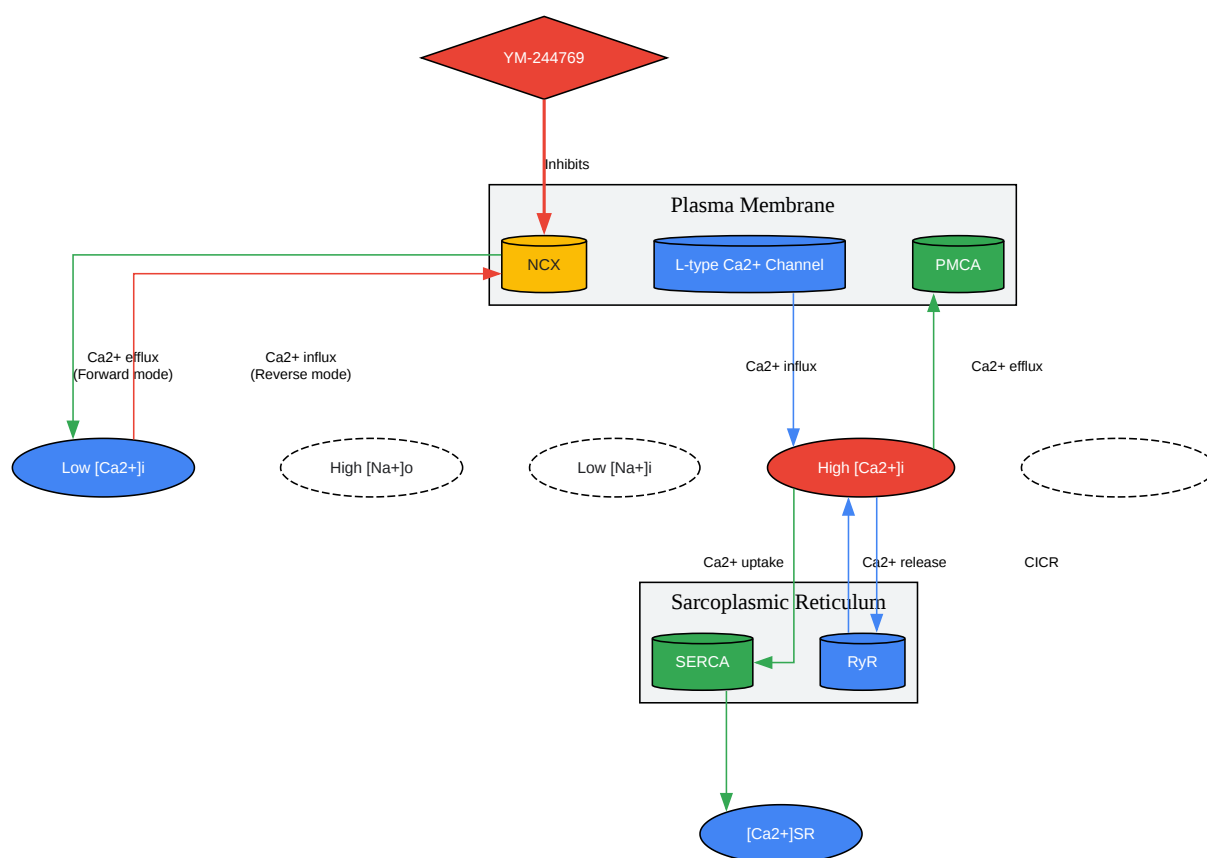 YM-244769
Inhibits
Plasma Membrane
NCX
L-type Ca2+ Channel
PMCA
Ca2+ efflux
(Forward mode)
Ca2+ influx
(Reverse mode)
Ca2+ influx
Ca2+ efflux
Low [Ca2+]i
High [Na+]o
Low [Na+]i
High [Ca2+]i
Ca2+ uptake
Ca2+ release
CICR
Sarcoplasmic Reticulum
SERCA
RyR
[Ca2+]SR